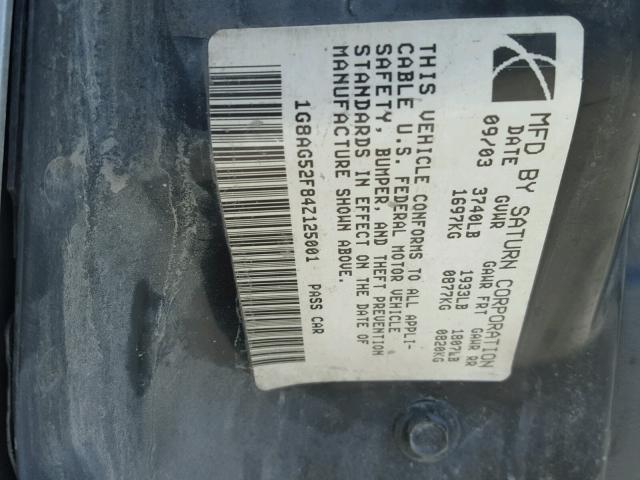 MFD BY SATURN CORPORATION
DATE GVWR GAWR FRT GAWR RR
09/03 3740LB 1933LB 1807LB
1697KG 0877KG 0820KG
THIS VEHICLE CONFORMS TO ALL APPLI-
CABLE U.S. FEDERAL MOTOR VEHICLE
SAFETY, BUMPER, AND THEFT PREVENTION
STANDARDS IN EFFECT ON THE DATE OF
MANUFACTURE SHOWN ABOVE.
1G8AG52F84Z125001 PASS CAR